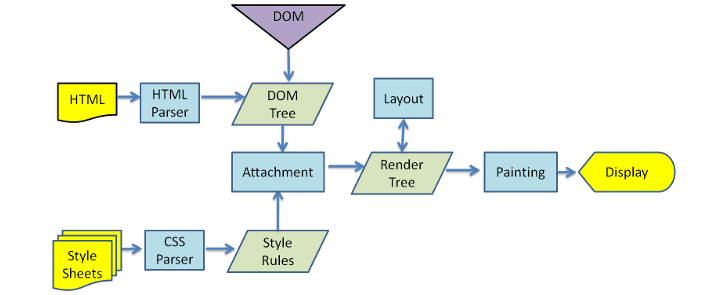 DOM
HTML
HTML
Parser
DOM
Tree
Layout
Attachment
Render
Tree
Painting
Display
Style
Sheets
CSS
Parser
Style
Rules